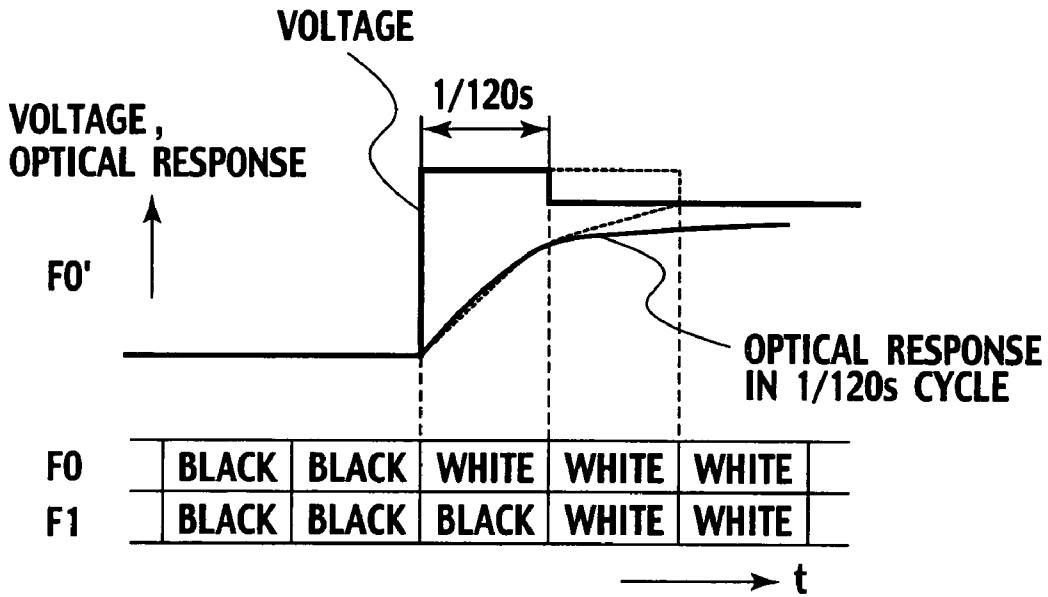 VOLTAGE
1/120s
VOLTAGE,
OPTICAL RESPONSE
F0'
OPTICAL RESPONSE
IN 1/120s CYCLE
F0 BLACK BLACK WHITE WHITE WHITE
F1 BLACK BLACK BLACK WHITE WHITE
t